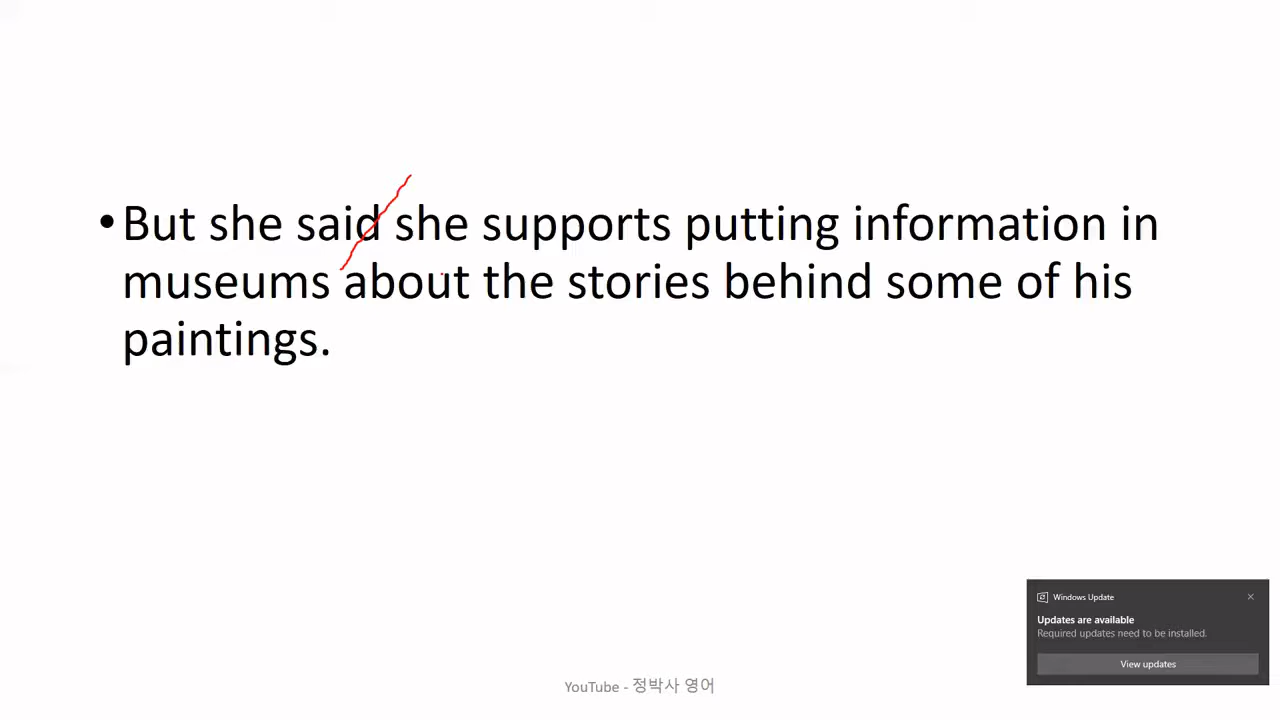 •But she said she supports putting information in
museums about the stories behind some of his
paintings.
Windows Update
Updates are available
Required updates need to be installed.
View updates
YouTube - 정박사 영어